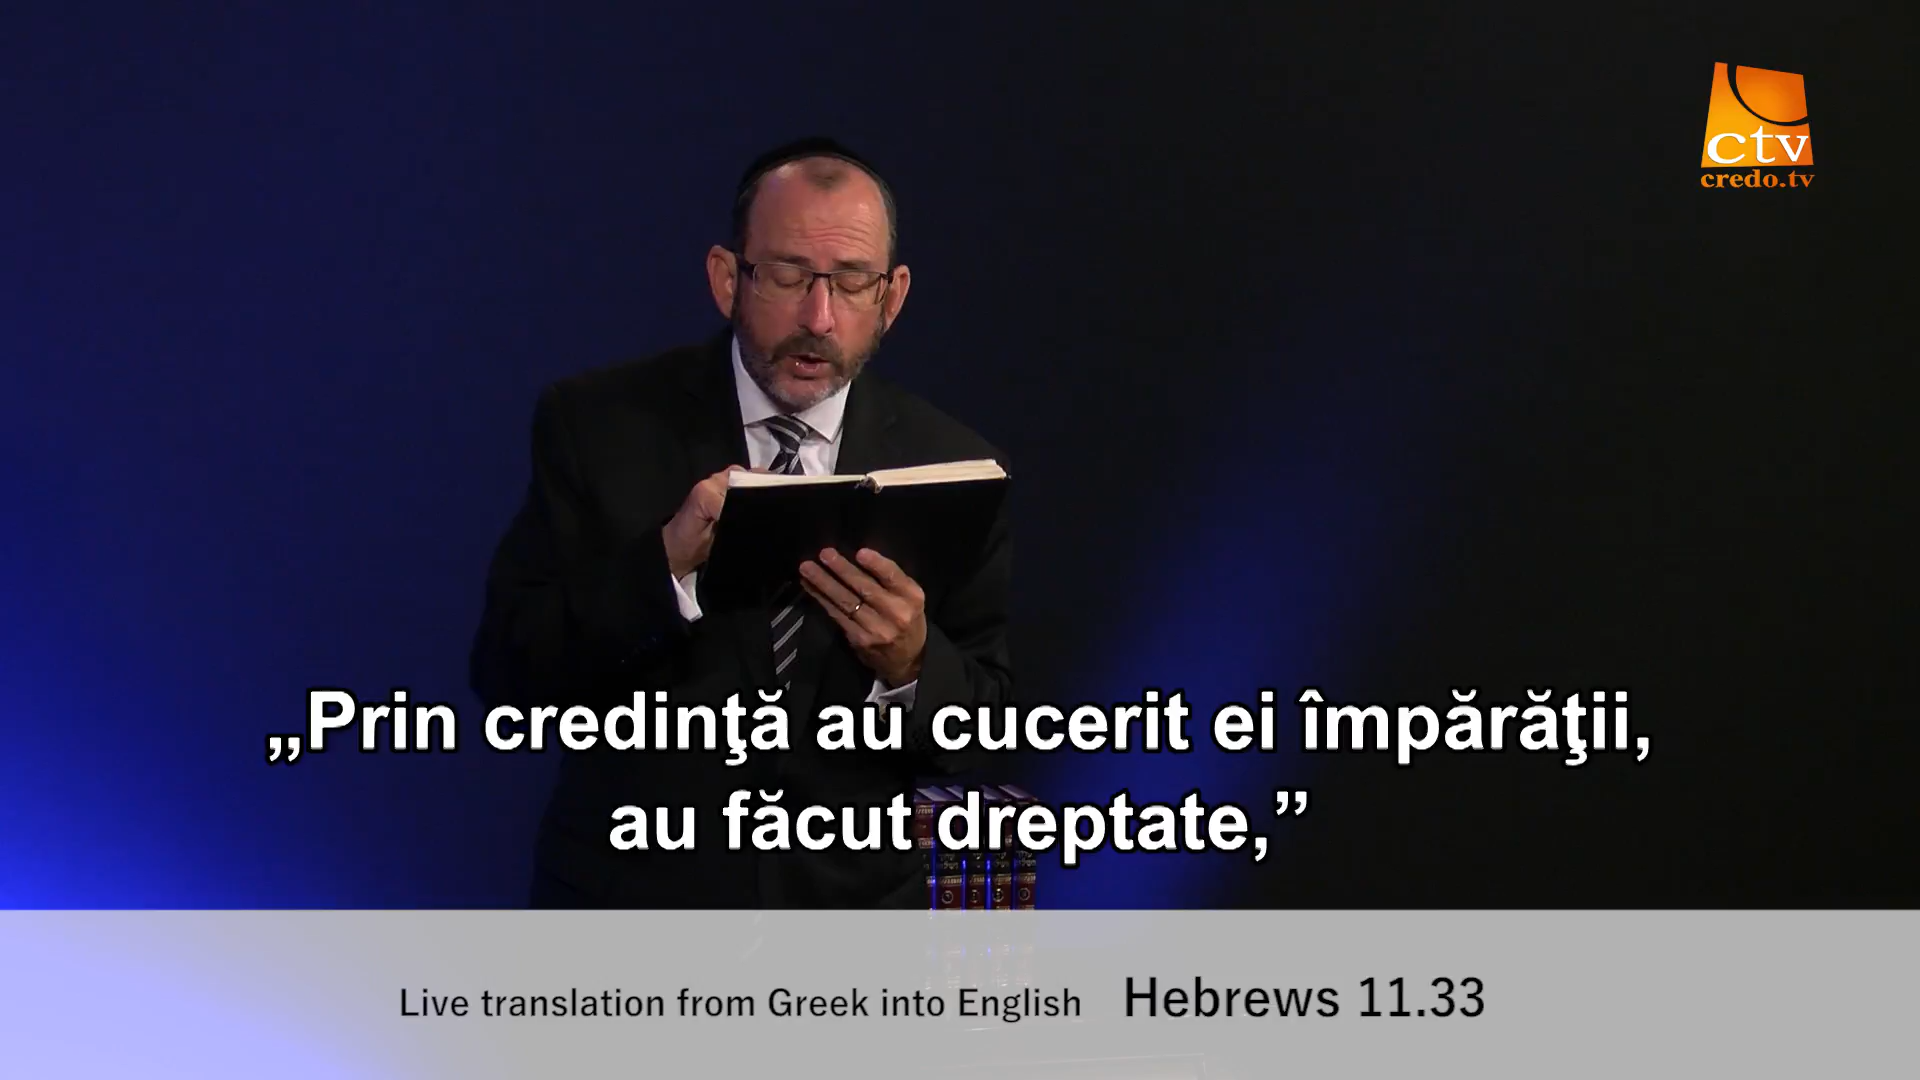 ctv
credo.tv
„Prin credinţă au cucerit ei împărăţii,
au făcut dreptate,”
Live translation from Greek into English Hebrews 11.33